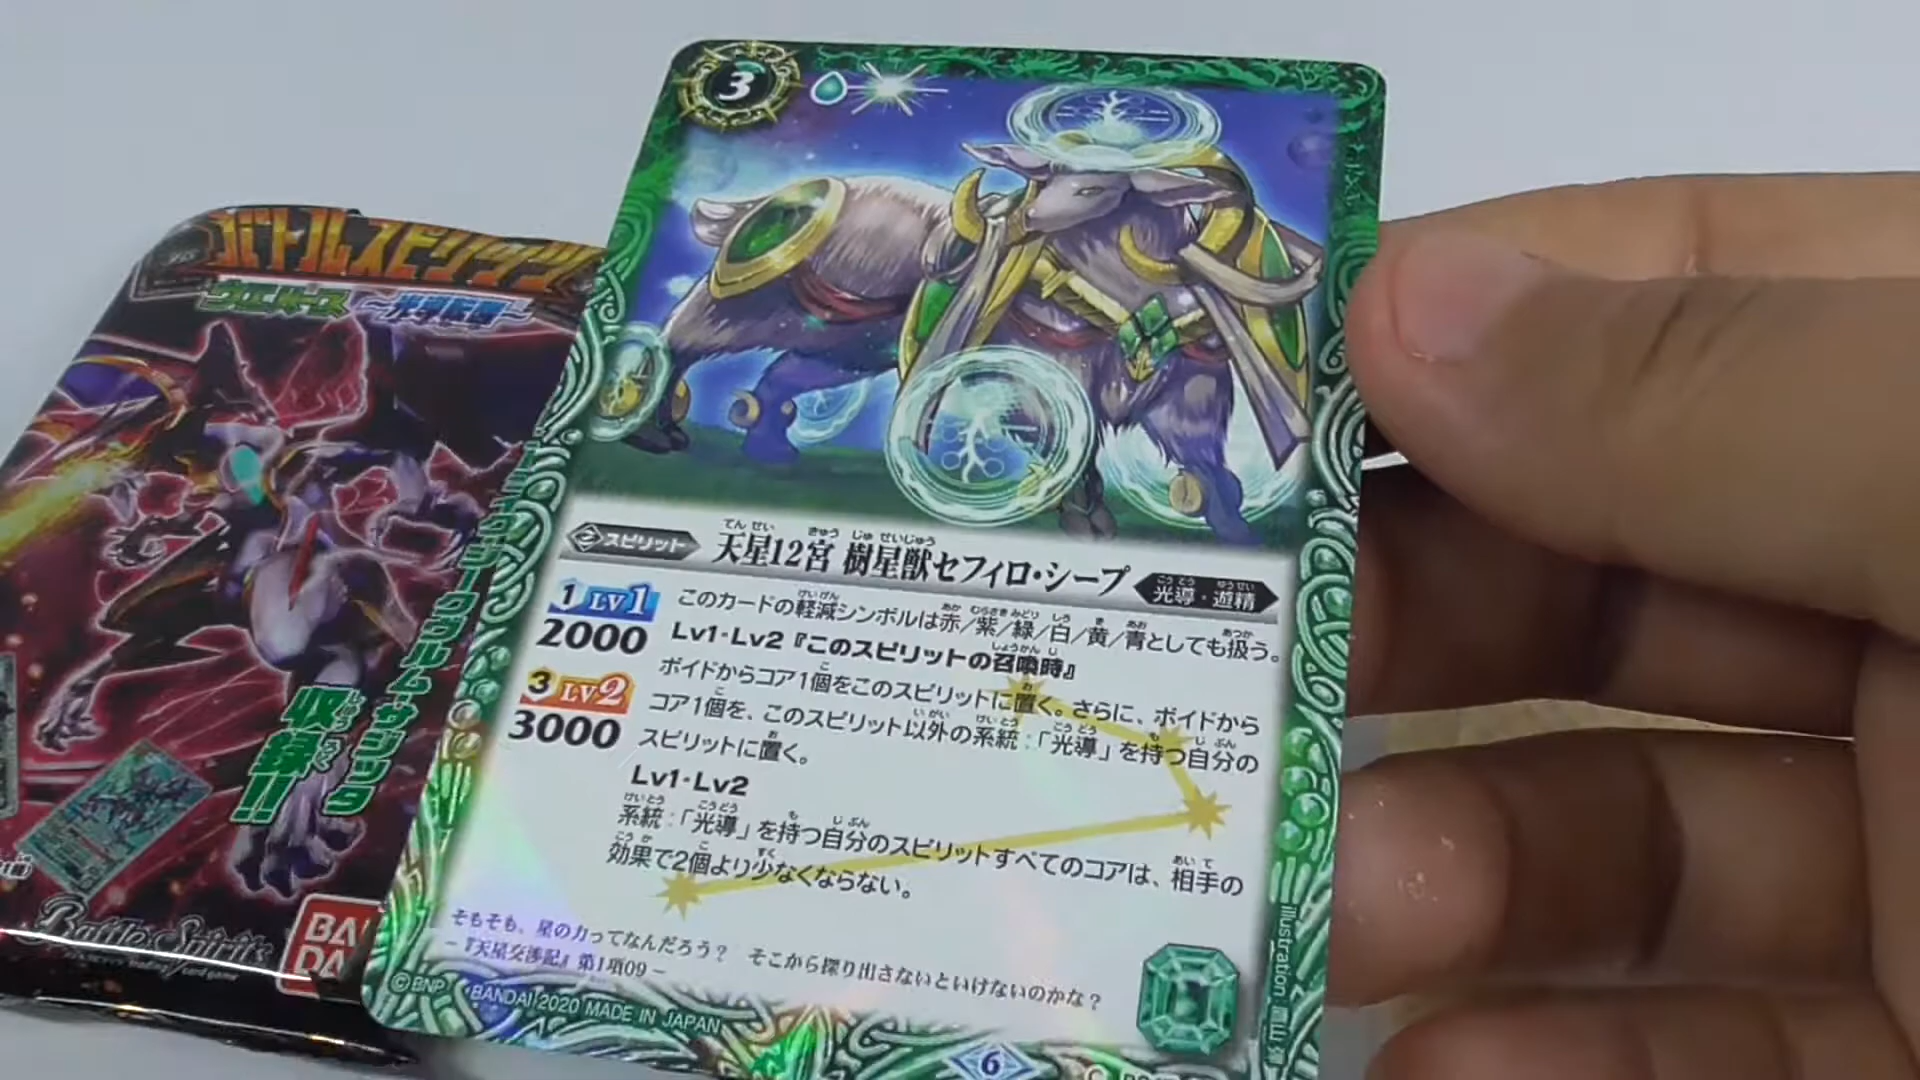 バトルスピリッツ
収録!!
Battle Spirits
BAN
DA
3
スピリット
天星12宮 樹星獣セフィロ・シープ
光導・遊精
1 LV1
2000
3 LV2
3000
このカードの軽減シンボルは赤/紫/緑/白/黄/青としても扱う。
Lv1・Lv2『このスピリットの召喚時』
ボイドからコア1個をこのスピリットに置く。さらに、ボイドから
コア1個を、このスピリット以外の系統：「光導」を持つ自分の
スピリットに置く。
Lv1・Lv2
系統：「光導」を持つ自分のスピリットすべてのコアは、相手の
効果で2個より少なくならない。
そもそも、星の力ってなんだろう？ そこから探り出さないといけないのかな？
－『天星交渉記』第1項09－
©BNP BANDAI 2020 MADE IN JAPAN
illustration：
6
C